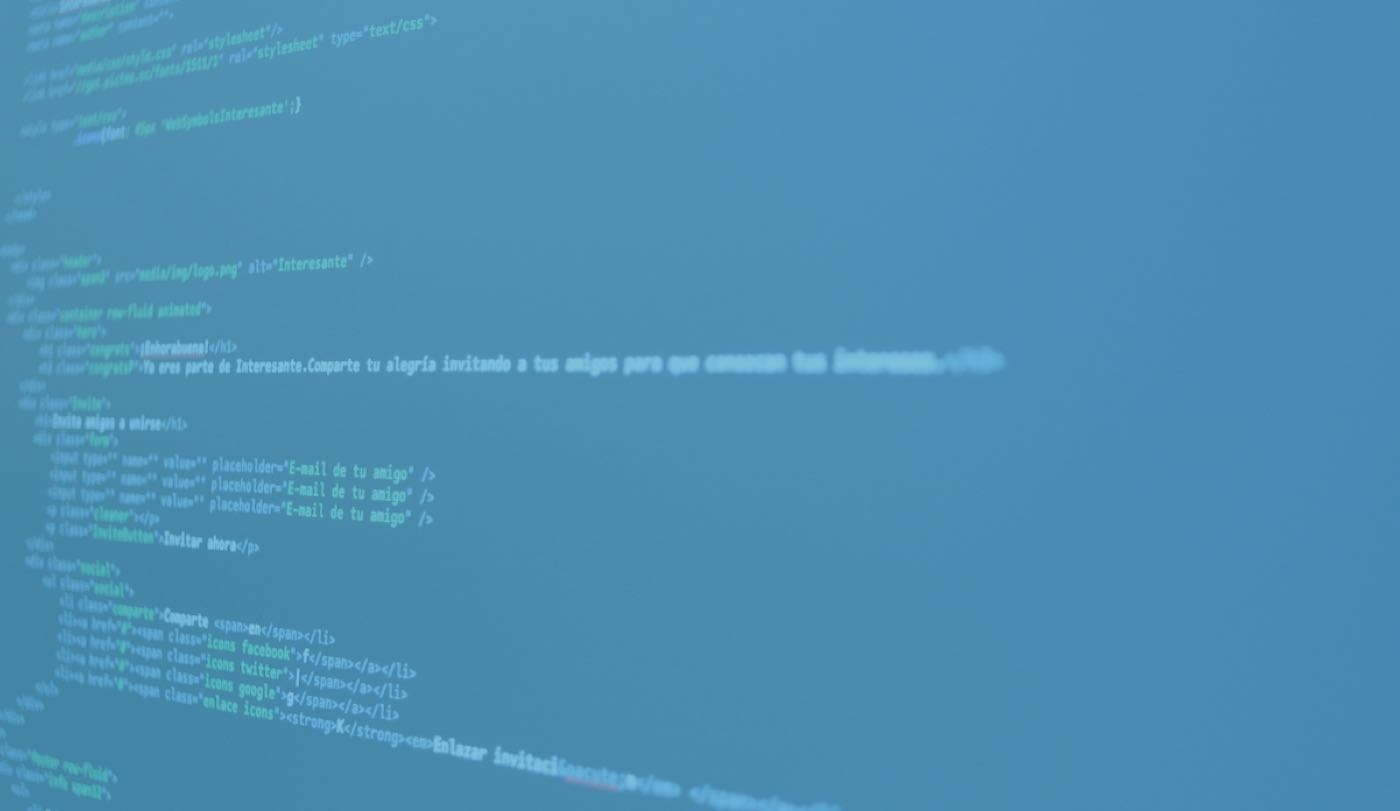 <meta name="description" 
<meta name="author" content="">
<link href="media/css/style.css" rel="stylesheet"/>
<link href="//get.pictos.cc/fonts/1511/1" rel="stylesheet" type="text/css">
<style type="text/css">
.icons{font: 45px 'WebSymbolsInteresante';}
</style>
</head>
<body>
<div class="header">
<img class="span3" src="media/img/logo.png" alt="Interesante" />
</div>
<div class="container row-fluid animated">
<div class="hero">
<h1 class="congrats">¡Enhorabuena!</h1>
<h3 class="congratsP">Ya eres parte de Interesante.Comparte tu alegría invitando a tus amigos para que conozcan tus
</div>
<div class="Invite">
<h1>Invita amigos a unirse</h1>
<div class="form">
<input type="" name="" value="" placeholder="E-mail de tu amigo" />
<input type="" name="" value="" placeholder="E-mail de tu amigo" />
<input type="" name="" value="" placeholder="E-mail de tu amigo" />
<p class="cleaner"></p>
<p class="InviteButton">Invitar ahora</p>
</div>
<div class="social">
<ul class="social">
<li class="comparte">Comparte <span>en</span></li>
<li><a href="#"><span class="icons facebook">f</span></a></li>
<li><a href="#"><span class="icons twitter">|</span></a></li>
<li><a href="#"><span class="icons google">g</span></a></li>
<li><a href="#"><span class="enlace icons"><strong>K</strong><em>Enlazar invitaci&oacute;n</em> </span></a></li>
</ul>
</div>
class="footer row-fluid">
<div class="info span12">
<ul>